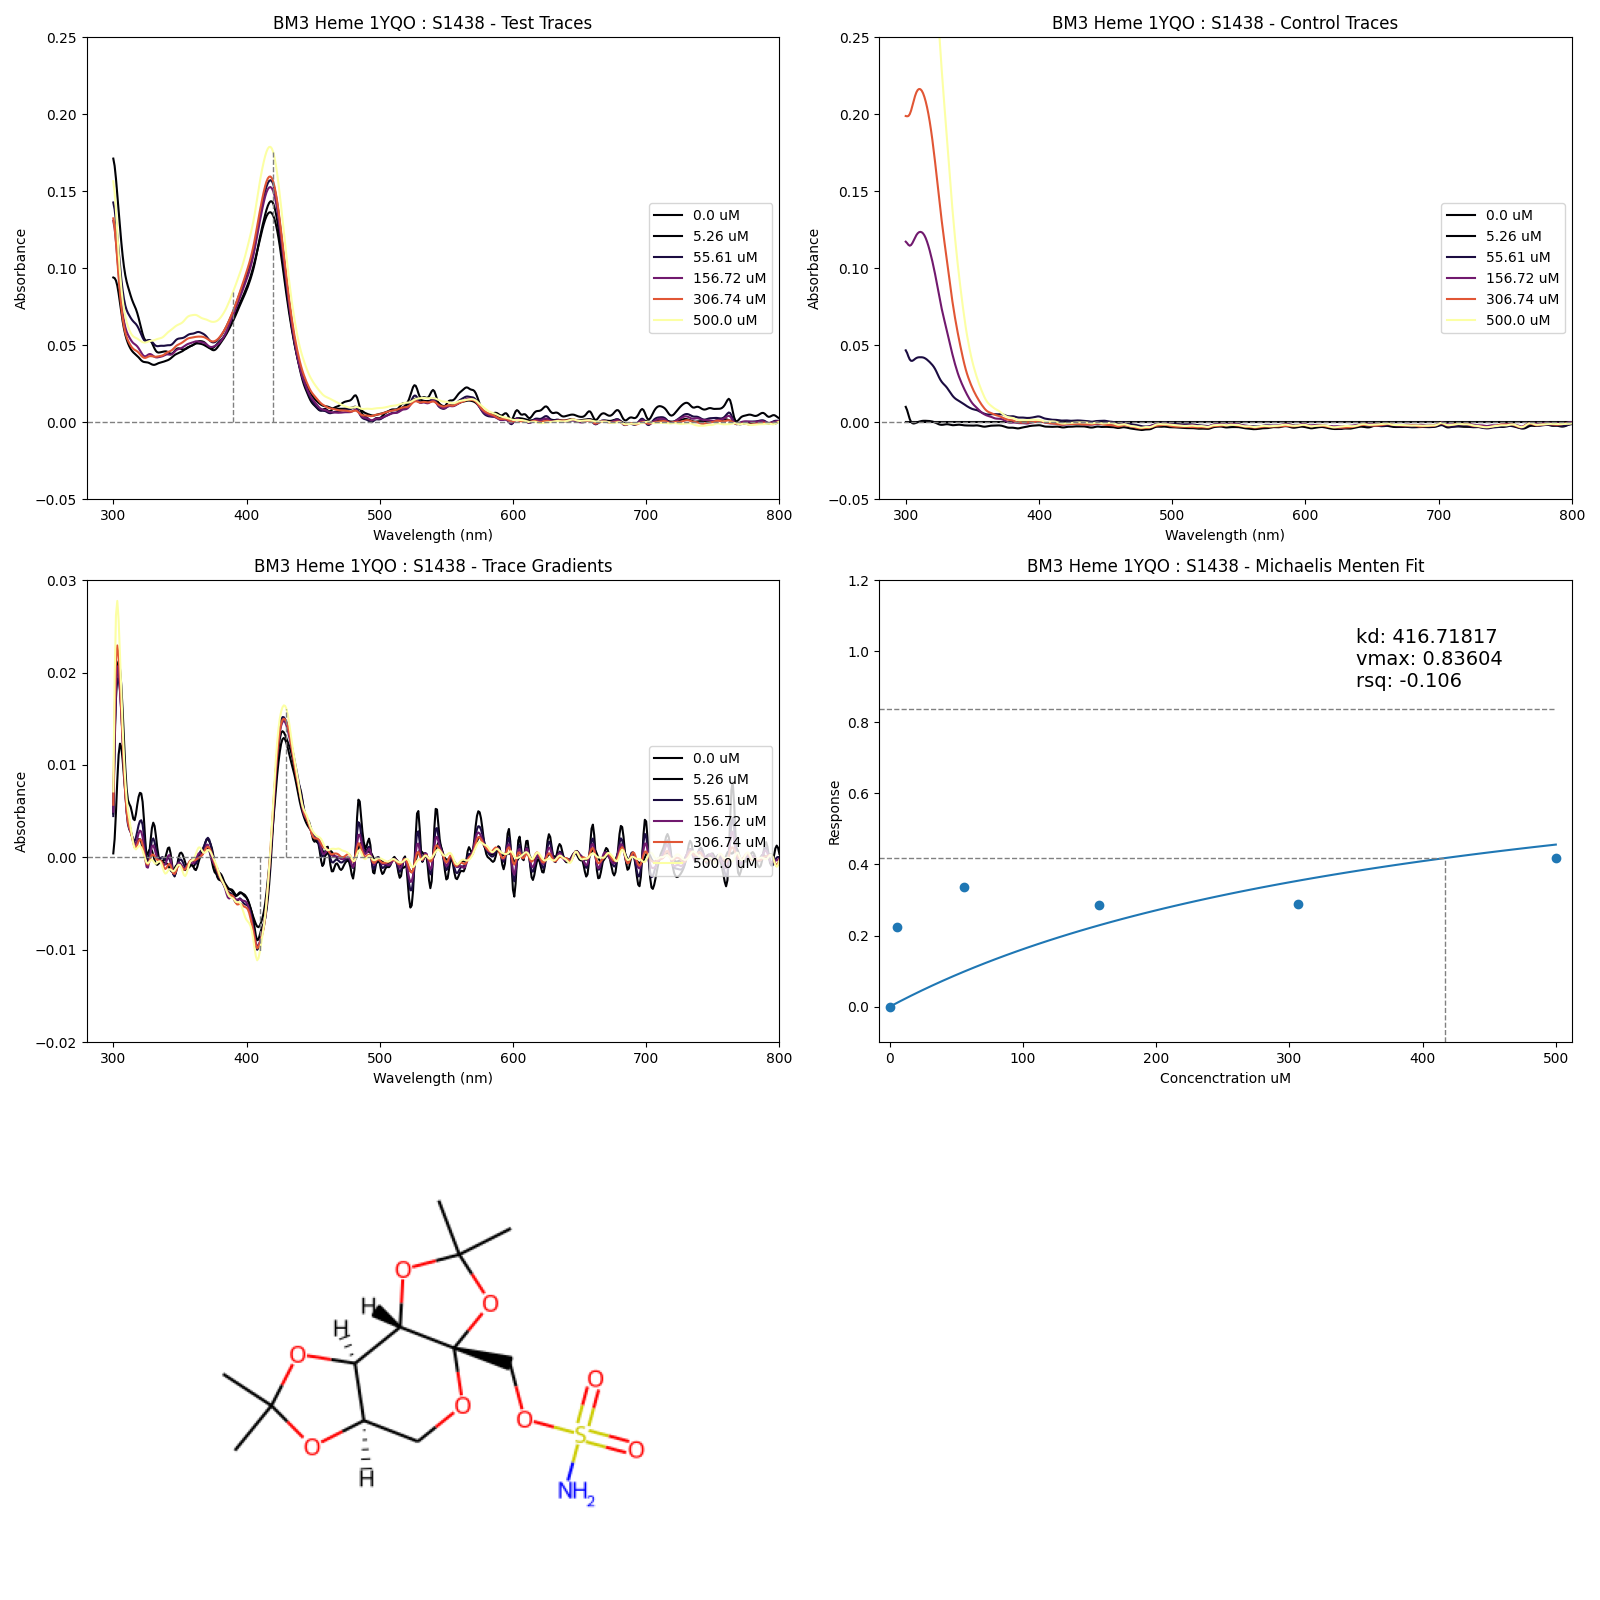 BM3 Heme 1YQO : S1438 - Test Traces
0.25
0.20
0.15
0.10
0.05
0.00
−0.05
Absorbance
300
400
500
600
700
800
Wavelength (nm)
0.0 uM
5.26 uM
55.61 uM
156.72 uM
306.74 uM
500.0 uM
BM3 Heme 1YQO : S1438 - Control Traces
0.25
0.20
0.15
0.10
0.05
0.00
−0.05
Absorbance
300
400
500
600
700
800
Wavelength (nm)
0.0 uM
5.26 uM
55.61 uM
156.72 uM
306.74 uM
500.0 uM
BM3 Heme 1YQO : S1438 - Trace Gradients
0.03
0.02
0.01
0.00
−0.01
−0.02
Absorbance
300
400
500
600
700
800
Wavelength (nm)
0.0 uM
5.26 uM
55.61 uM
156.72 uM
306.74 uM
500.0 uM
BM3 Heme 1YQO : S1438 - Michaelis Menten Fit
1.2
1.0
0.8
0.6
0.4
0.2
0.0
Response
0
100
200
300
400
500
Concenctration uM
kd: 416.71817
vmax: 0.83604
rsq: -0.106
O
O
H
H
O
O
O
O
O
S
O
H
NH2